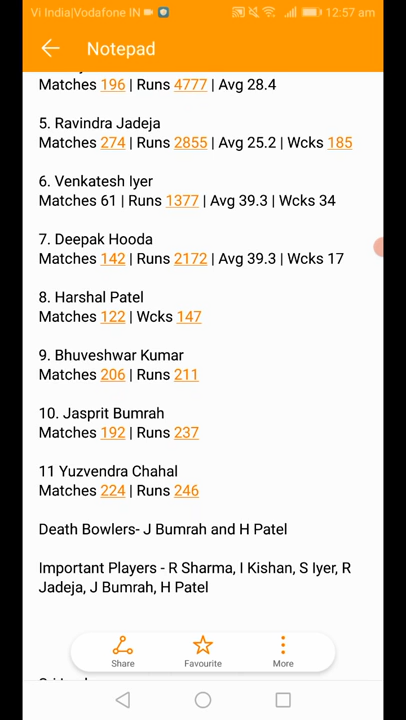 Vi India|Vodafone IN 12:57 am
Notepad
Matches 196 | Runs 4777 | Avg 28.4
5. Ravindra Jadeja
Matches 274 | Runs 2855 | Avg 25.2 | Wcks 185
6. Venkatesh Iyer
Matches 61 | Runs 1377 | Avg 39.3 | Wcks 34
7. Deepak Hooda
Matches 142 | Runs 2172 | Avg 39.3 | Wcks 17
8. Harshal Patel
Matches 122 | Wcks 147
9. Bhuveshwar Kumar
Matches 206 | Runs 211
10. Jasprit Bumrah
Matches 192 | Runs 237
11 Yuzvendra Chahal
Matches 224 | Runs 246
Death Bowlers- J Bumrah and H Patel
Important Players - R Sharma, I Kishan, S Iyer, R
Jadeja, J Bumrah, H Patel
Share Favourite More